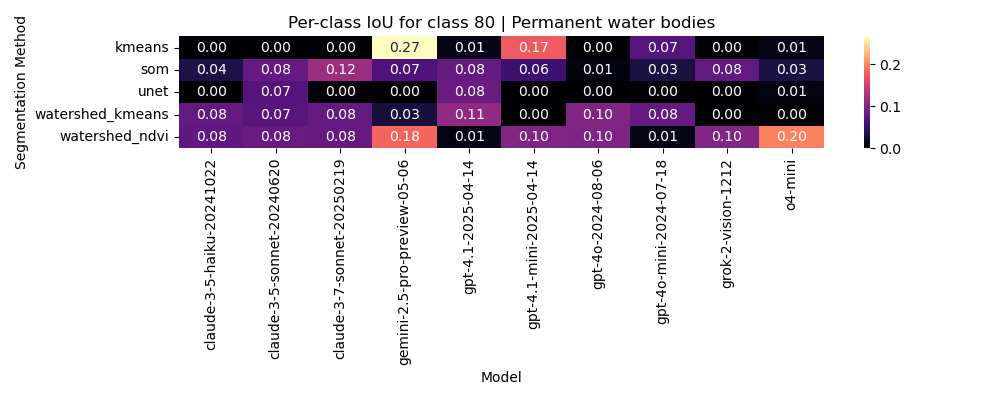 Per-class IoU for class 80 | Permanent water bodies
Segmentation Method
kmeans 0.00 0.00 0.00 0.27 0.01 0.17 0.00 0.07 0.00 0.01
som 0.04 0.08 0.12 0.07 0.08 0.06 0.01 0.03 0.08 0.03
unet 0.00 0.07 0.00 0.00 0.08 0.00 0.00 0.00 0.00 0.01
watershed_kmeans 0.08 0.07 0.08 0.03 0.11 0.00 0.10 0.08 0.00 0.00
watershed_ndvi 0.08 0.08 0.08 0.18 0.01 0.10 0.10 0.01 0.10 0.20
claude-3-5-haiku-20241022
claude-3-5-sonnet-20240620
claude-3-7-sonnet-20250219
gemini-2.5-pro-preview-05-06
gpt-4.1-2025-04-14
gpt-4.1-mini-2025-04-14
gpt-4o-2024-08-06
gpt-4o-mini-2024-07-18
grok-2-vision-1212
o4-mini
Model
0.2
0.1
0.0